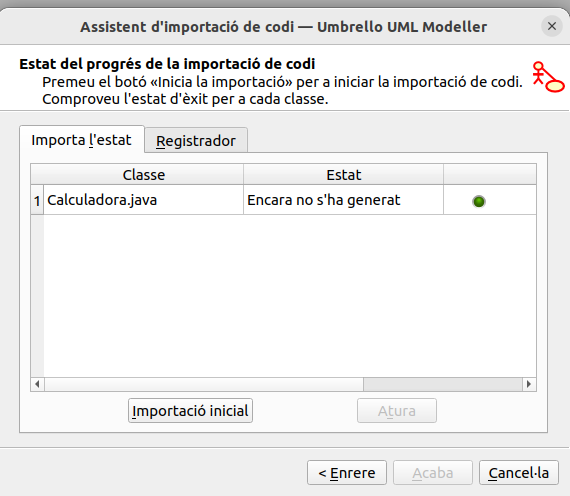 Assistent d'importació de codi — Umbrello UML Modeller
Estat del progrés de la importació de codi
Premeu el botó «Inicia la importació» per a iniciar la importació de codi.
Comproveu l'estat d'èxit per a cada classe.
Importa l'estat
Registrador
Classe
Estat
1
Calculadora.java
Encara no s'ha generat
Importació inicial
Atura
< Enrere
Acaba
Cancel·la